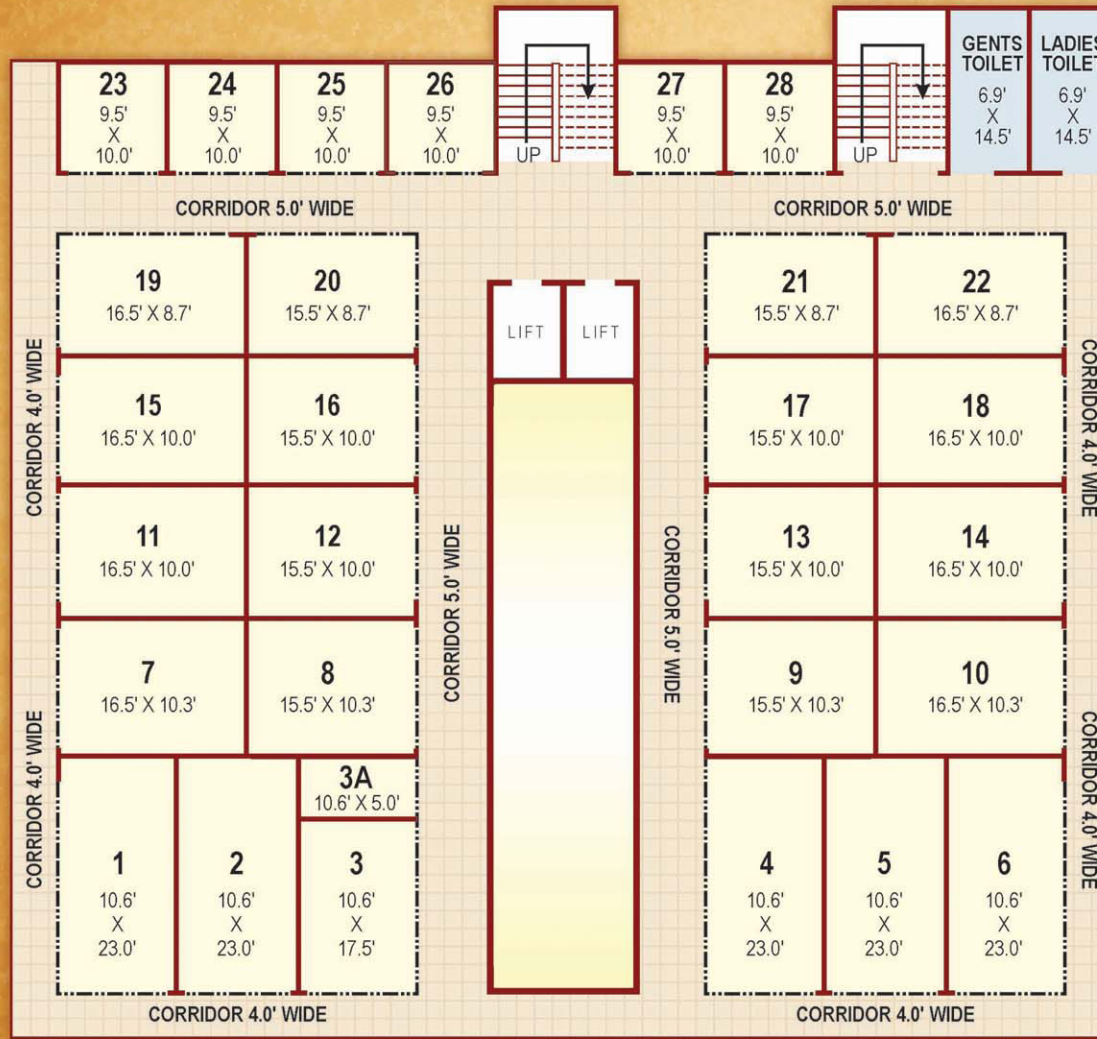 23
9.5'
X
10.0'
24
9.5'
X
10.0'
25
9.5'
X
10.0'
26
9.5'
X
10.0'
UP
27
9.5'
X
10.0'
28
9.5'
X
10.0'
UP
GENTS
TOILET
6.9'
X
14.5'
LADIES
TOILET
6.9'
X
14.5'
CORRIDOR 5.0' WIDE
CORRIDOR 5.0' WIDE
19
16.5' X 8.7'
20
15.5' X 8.7'
LIFT
LIFT
21
15.5' X 8.7'
22
16.5' X 8.7'
CORRIDOR 4.0' WIDE
15
16.5' X 10.0'
16
15.5' X 10.0'
17
15.5' X 10.0'
18
16.5' X 10.0'
CORRIDOR 4.0' WIDE
11
16.5' X 10.0'
12
15.5' X 10.0'
CORRIDOR 5.0' WIDE
CORRIDOR 5.0' WIDE
13
15.5' X 10.0'
14
16.5' X 10.0'
7
16.5' X 10.3'
8
15.5' X 10.3'
9
15.5' X 10.3'
10
16.5' X 10.3'
CORRIDOR 4.0' WIDE
1
10.6'
X
23.0'
2
10.6'
X
23.0'
3A
10.6' X 5.0'
3
10.6'
X
17.5'
4
10.6'
X
23.0'
5
10.6'
X
23.0'
6
10.6'
X
23.0'
CORRIDOR 4.0' WIDE
CORRIDOR 4.0' WIDE
CORRIDOR 4.0' WIDE